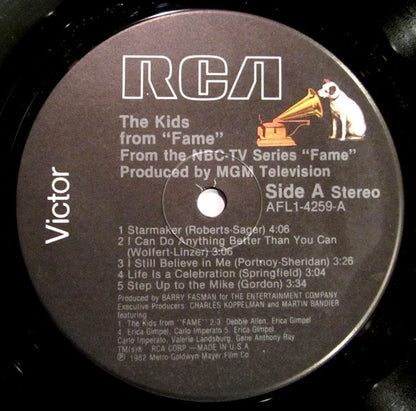 RCA
Victor
The Kids
from "Fame"
From the NBC-TV Series "Fame"
Produced by MGM Television
Side A Stereo
AFL1-4259-A
1 Starmaker (Roberts-Sager) 4:06
2 I Can Do Anything Better Than You Can
(Wolfert-Linzer) 3:06
3 I Still Believe in Me (Portnoy-Sheridan) 3:26
4 Life Is a Celebration (Springfield) 3:04
5 Step Up to the Mike (Gordon) 3:34
Produced by BARRY FASMAN for THE ENTERTAINMENT COMPANY
Executive Producers: CHARLES KOPPELMAN and MARTIN BANDIER
featuring
1. The Kids from "FAME" 2-3. Debbie Allen, Erica Gimpel
4. Erica Gimpel, Carlo Imperato 5. Erica Gimpel,
Carlo Imperato, Valerie Landsburg, Gene Anthony Ray
TM(s)® RCA CORP — MADE IN U.S.A.
℗ 1982 Metro-Goldwyn-Mayer Film Co.